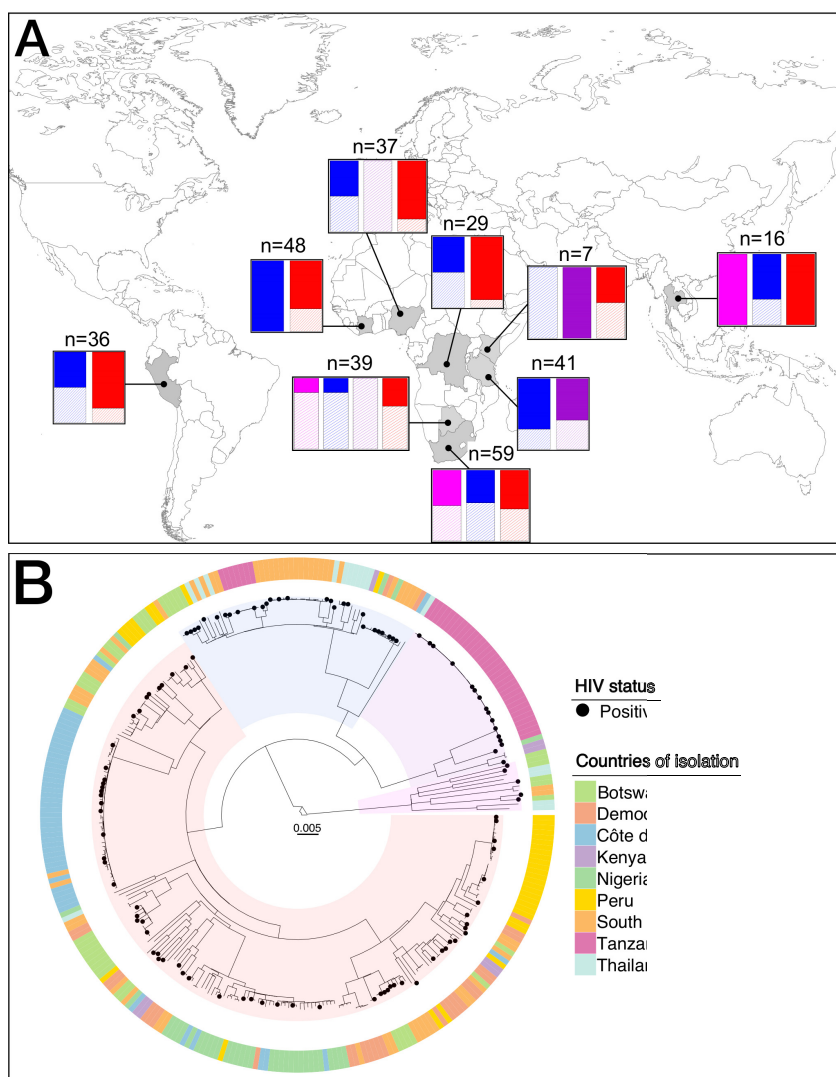 A
n=37
n=29
n=48
n=7
n=16
n=36
n=39
n=41
n=59
B
HIV status
Positiv
Countries of isolation
Botswa
Democ
Côte d
Kenya
Nigeria
Peru
South
Tanzar
Thailar
0.005